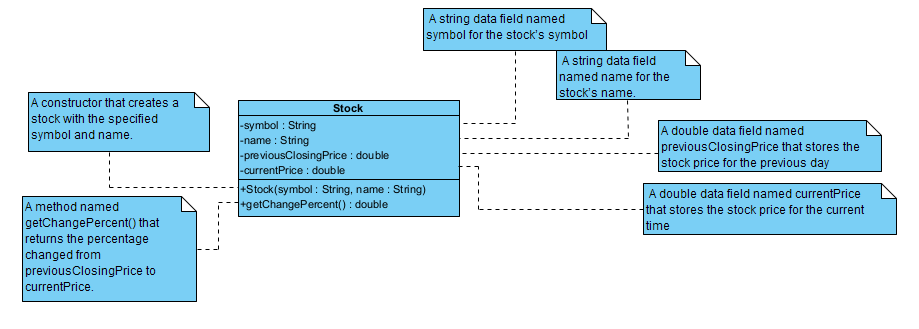 A string data field named
symbol for the stock's symbol
A string data field
named name for the
stock's name.
A constructor that creates a
stock with the specified
symbol and name.
Stock
-symbol : String
-name : String
-previousClosingPrice : double
-currentPrice : double
+Stock(symbol : String, name : String)
+getChangePercent() : double
A double data field named
previousClosingPrice that stores the
stock price for the previous day
A double data field named currentPrice
that stores the stock price for the current
time
A method named
getChangePercent() that
returns the percentage
changed from
previousClosingPrice to
currentPrice.